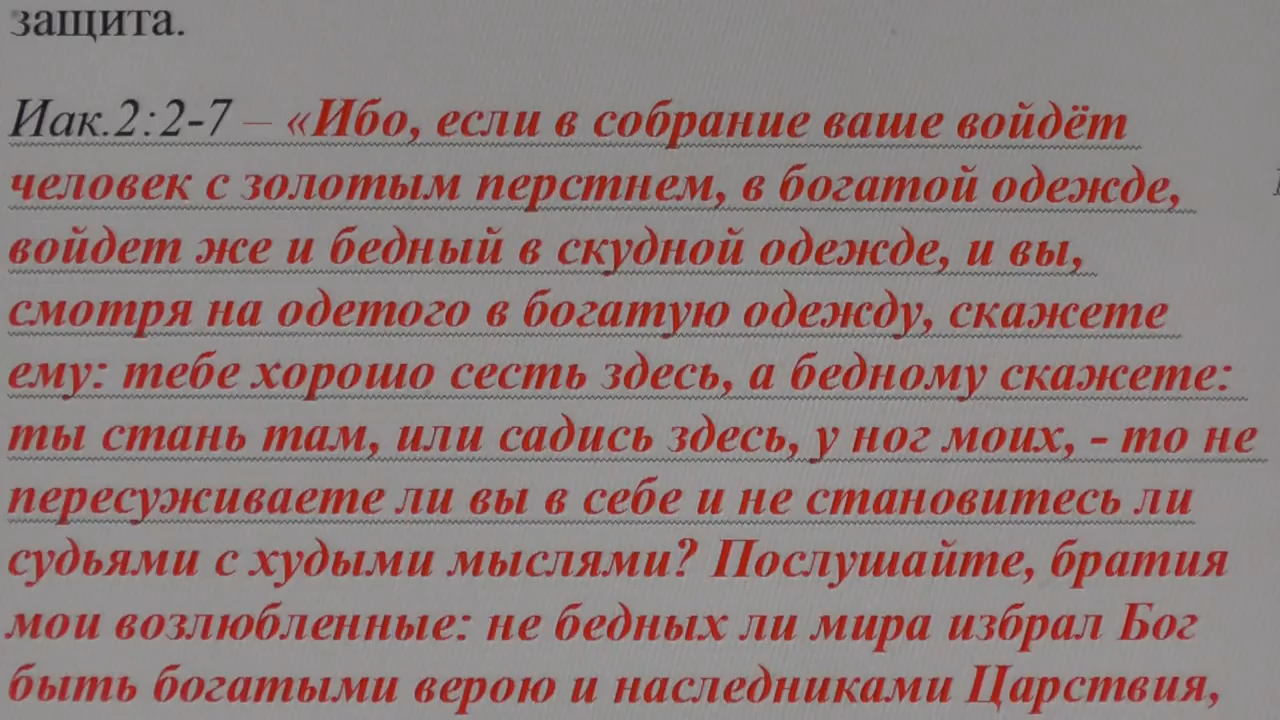 защита.
Иак.2:2-7 – «Ибо, если в собрание ваше войдёт
человек с золотым перстнем, в богатой одежде,
войдет же и бедный в скудной одежде, и вы,
смотря на одетого в богатую одежду, скажете
ему: тебе хорошо сесть здесь, а бедному скажете:
ты стань там, или садись здесь, у ног моих, - то не
пересуживаете ли вы в себе и не становитесь ли
судьями с худыми мыслями? Послушайте, братия
мои возлюбленные: не бедных ли мира избрал Бог
быть богатыми верою и наследниками Царствия,